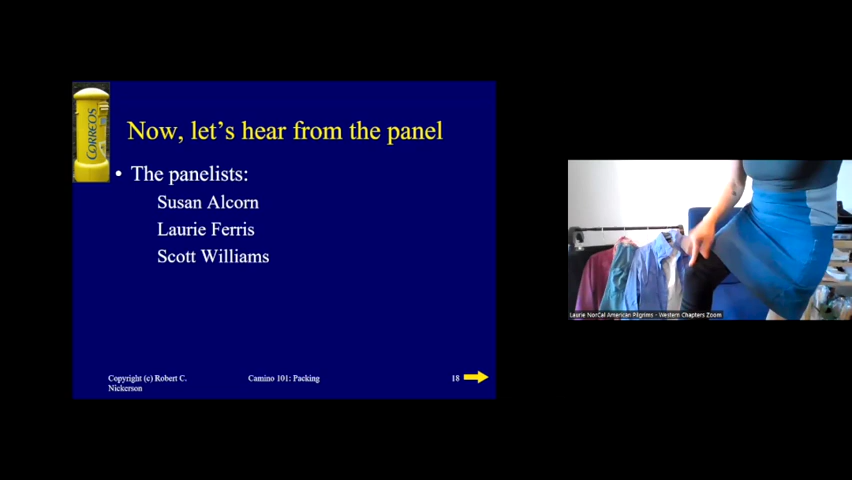 CORREOS
Now, let's hear from the panel
• The panelists:
Susan Alcorn
Laurie Ferris
Scott Williams
Copyright (c) Robert C.
Nickerson
Camino 101: Packing
18
Laurie NorCal American Pilgrims - Western Chapters Zoom